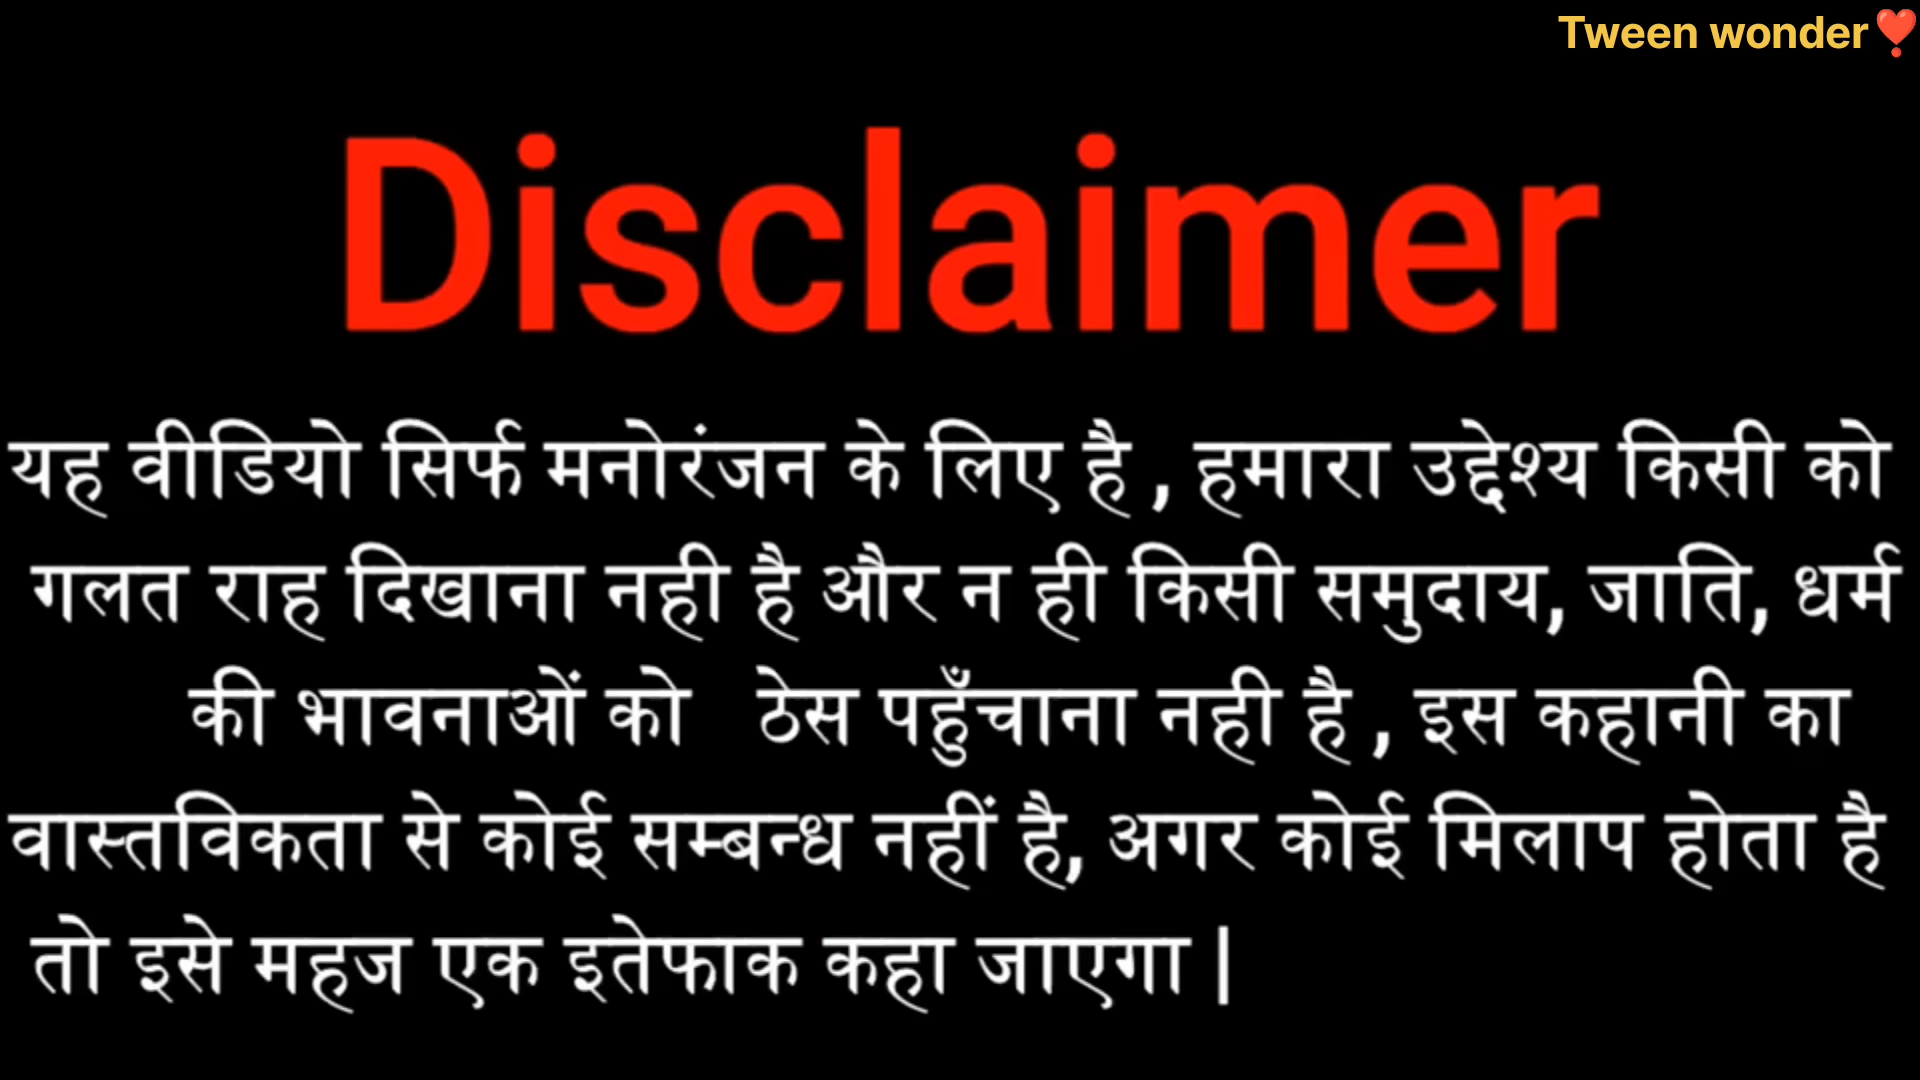 Tween wonder❣️
Disclaimer
यह वीडियो सिर्फ मनोरंजन के लिए है , हमारा उद्देश्य किसी को
गलत राह दिखाना नही है और न ही किसी समुदाय, जाति, धर्म
की भावनाओं को ठेस पहुँचाना नही है , इस कहानी का
वास्तविकता से कोई सम्बन्ध नहीं है, अगर कोई मिलाप होता है
तो इसे महज एक इतेफाक कहा जाएगा |